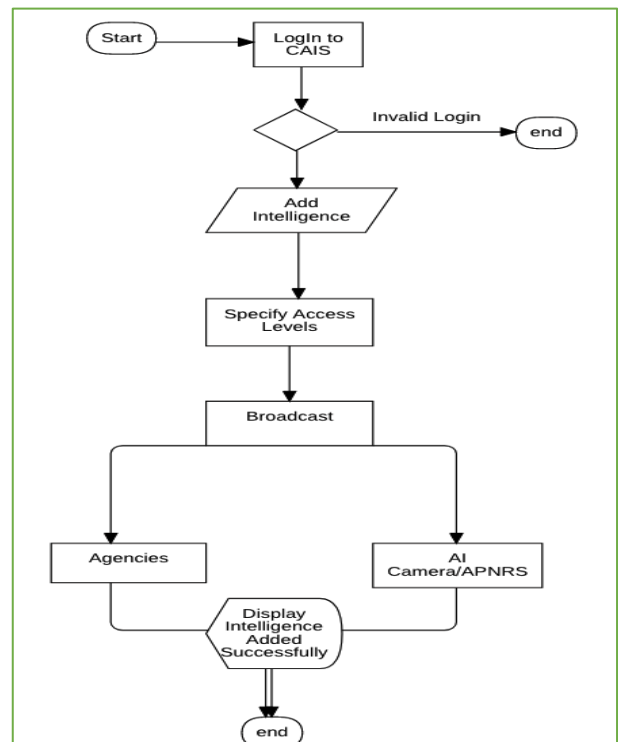 Start
LogIn to
CAIS
Invalid Login
end
Add
Intelligence
Specify Access
Levels
Broadcast
Agencies
AI
Camera/APNRS
Display
Intelligence
Added
Successfully
end